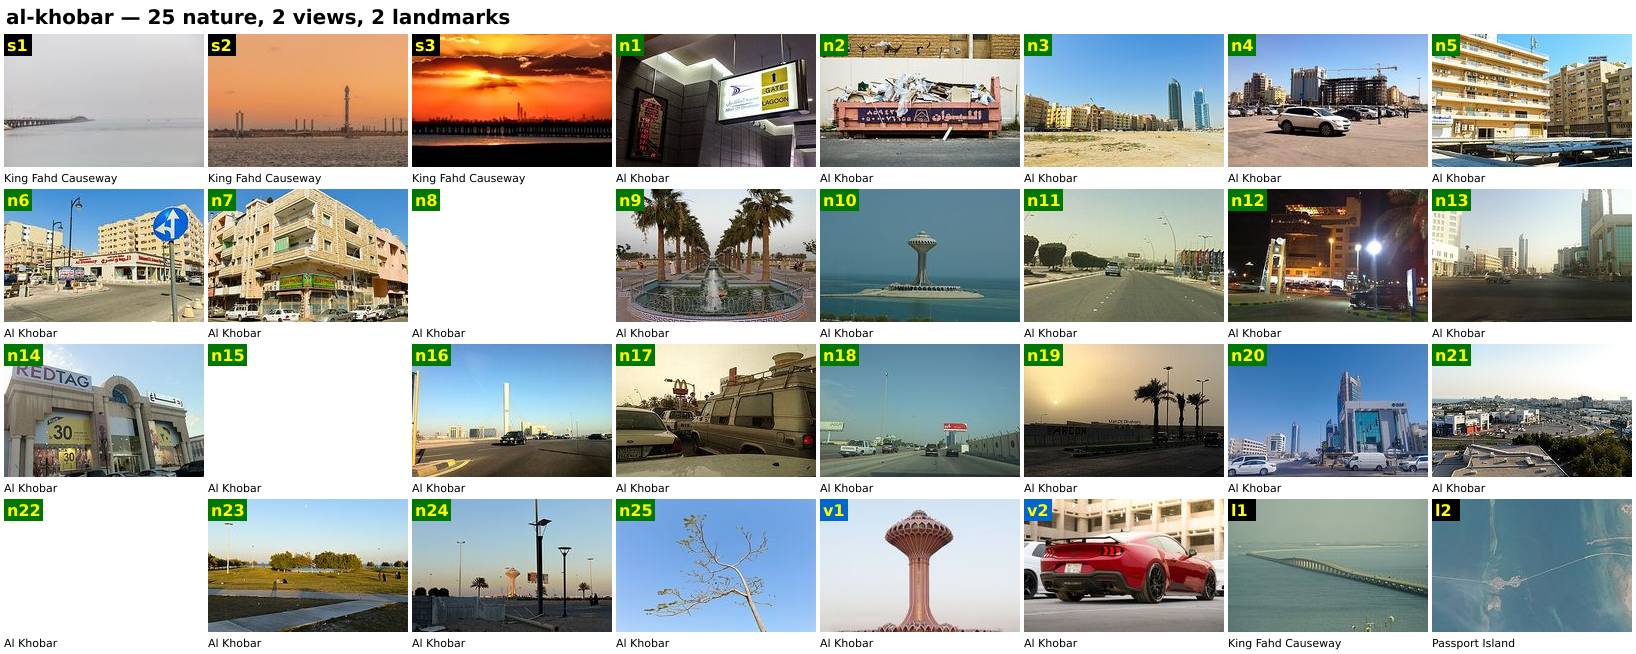 al-khobar — 25 nature, 2 views, 2 landmarks
s1
s2
s3
n1
n2
n3
n4
n5
GATE
LAGOON
King Fahd Causeway
King Fahd Causeway
King Fahd Causeway
Al Khobar
Al Khobar
Al Khobar
Al Khobar
Al Khobar
n6
n7
n8
n9
n10
n11
n12
n13
Al Khobar
Al Khobar
Al Khobar
Al Khobar
Al Khobar
Al Khobar
Al Khobar
Al Khobar
n14
n15
n16
n17
n18
n19
n20
n21
REDTAG
30
30
Al Khobar
Al Khobar
Al Khobar
Al Khobar
Al Khobar
Al Khobar
Al Khobar
Al Khobar
n22
n23
n24
n25
v1
v2
l1
l2
Al Khobar
Al Khobar
Al Khobar
Al Khobar
Al Khobar
Al Khobar
King Fahd Causeway
Passport Island